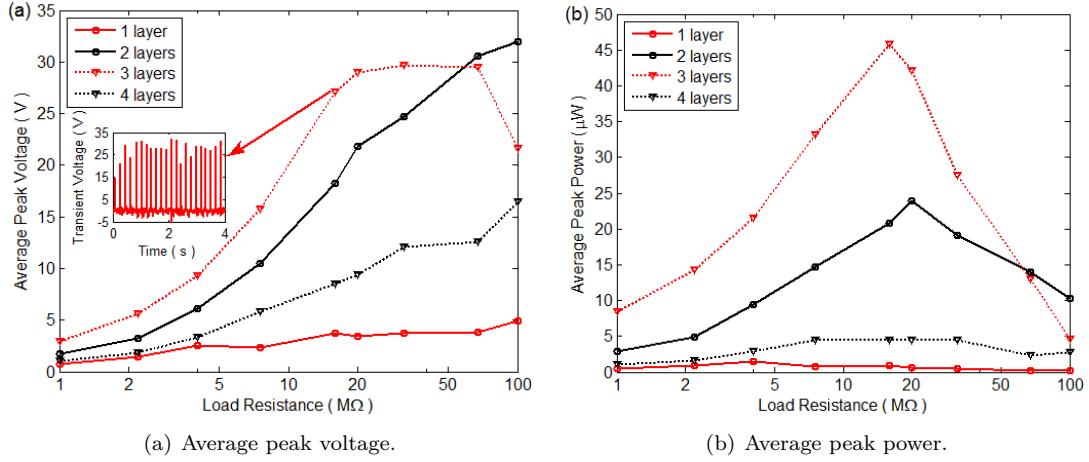 (a)
35
30
25
20
15
10
5
0
Average Peak Voltage ( V )
1 layer
2 layers
3 layers
4 layers
35
25
15
5
-5
Transient Voltage ( V )
0 2 4
Time ( s )
1 2 5 10 20 50 100
Load Resistance ( MΩ )
(a) Average peak voltage.
(b)
50
45
40
35
30
25
20
15
10
5
0
Average Peak Power ( μW )
1 layer
2 layers
3 layers
4 layers
1 2 5 10 20 50 100
Load Resistance ( MΩ )
(b) Average peak power.